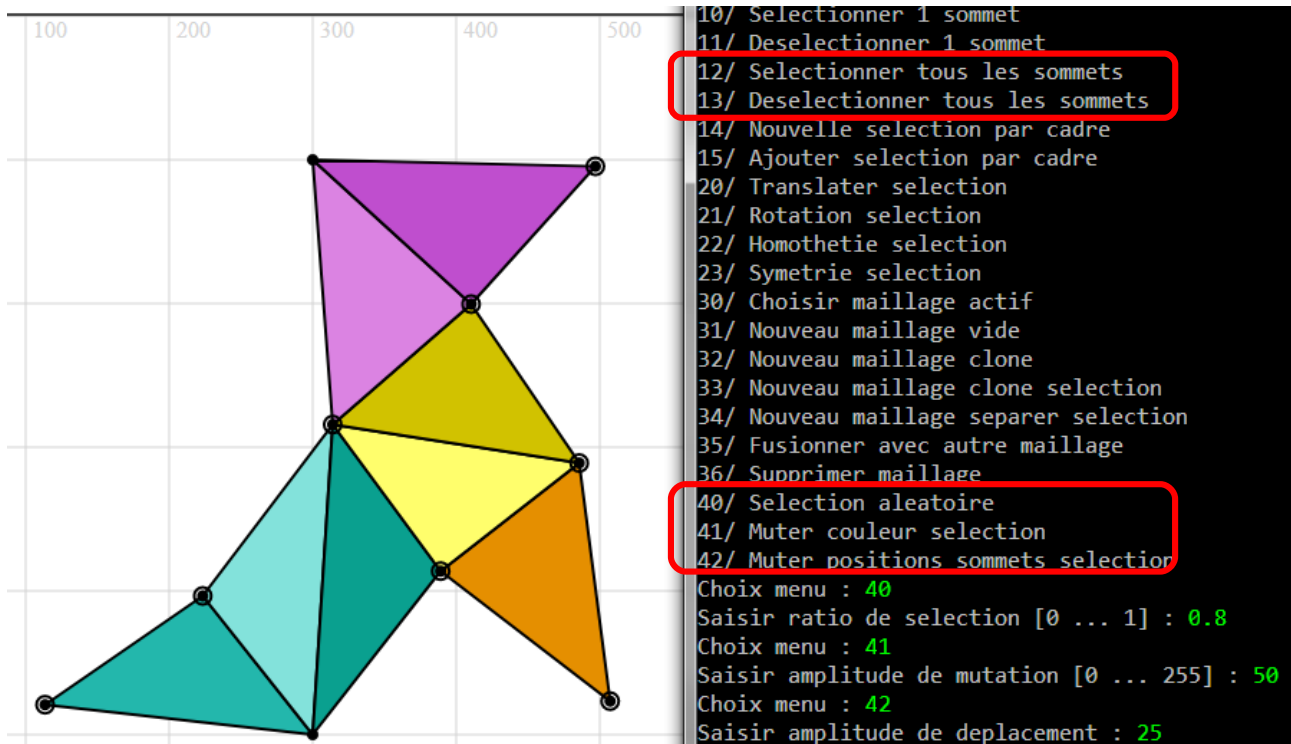 100 200 300 400 500
10/ Selectionner 1 sommet
11/ Deselectionner 1 sommet
12/ Selectionner tous les sommets
13/ Deselectionner tous les sommets
14/ Nouvelle selection par cadre
15/ Ajouter selection par cadre
20/ Translater selection
21/ Rotation selection
22/ Homothetie selection
23/ Symetrie selection
30/ Choisir maillage actif
31/ Nouveau maillage vide
32/ Nouveau maillage clone
33/ Nouveau maillage clone selection
34/ Nouveau maillage separer selection
35/ Fusionner avec autre maillage
36/ Supprimer maillage
40/ Selection aleatoire
41/ Muter couleur selection
42/ Muter positions sommets selection
Choix menu : 40
Saisir ratio de selection [0 ... 1] : 0.8
Choix menu : 41
Saisir amplitude de mutation [0 ... 255] : 50
Choix menu : 42
Saisir amplitude de deplacement : 25